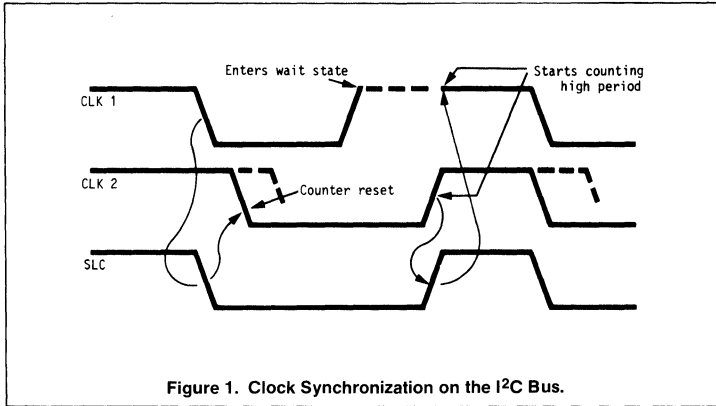 Enters wait state
Starts counting
high period
CLK 1
CLK 2
Counter reset
SLC
Figure 1. Clock Synchronization on the I²C Bus.